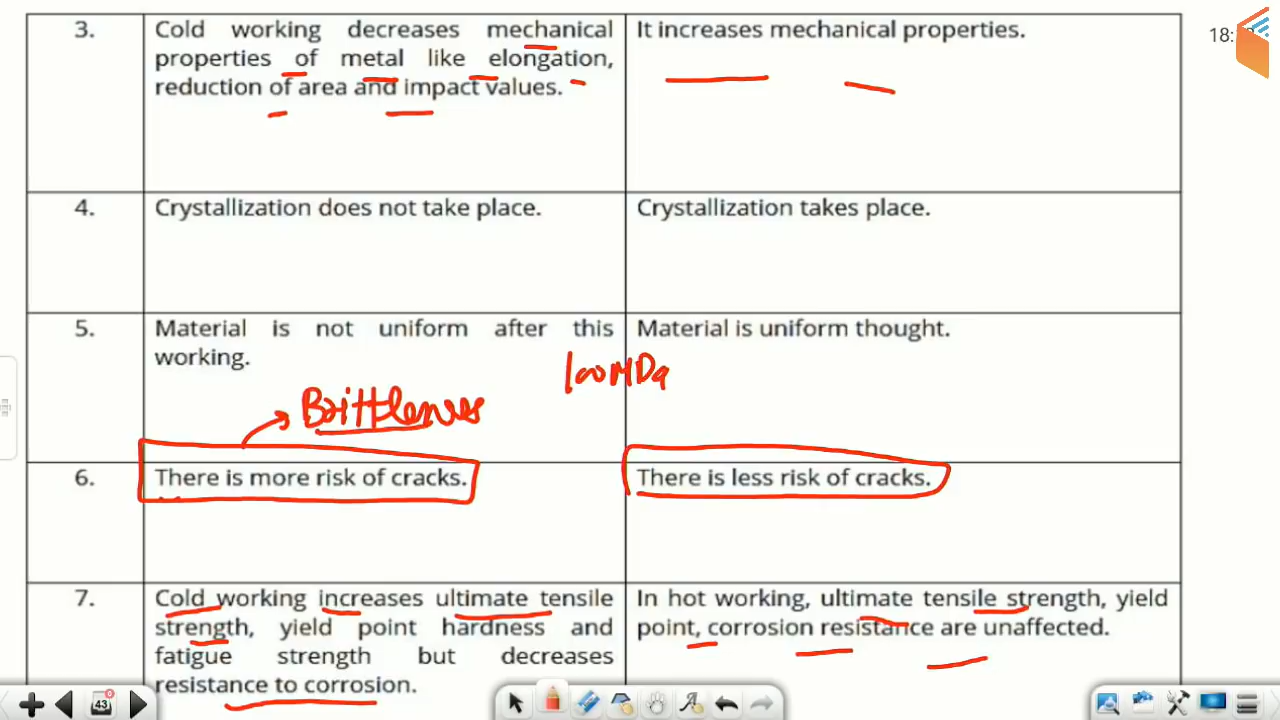 3.
Cold working decreases mechanical
properties of metal like elongation,
reduction of area and impact values.
It increases mechanical properties.
18:
4.
Crystallization does not take place.
Crystallization takes place.
5.
Material is not uniform after this
working.
Material is uniform thought.
100 MPa
Brittleness
6.
There is more risk of cracks.
There is less risk of cracks.
7.
Cold working increases ultimate tensile
strength, yield point hardness and
fatigue strength but decreases
resistance to corrosion.
In hot working, ultimate tensile strength, yield
point, corrosion resistance are unaffected.
43